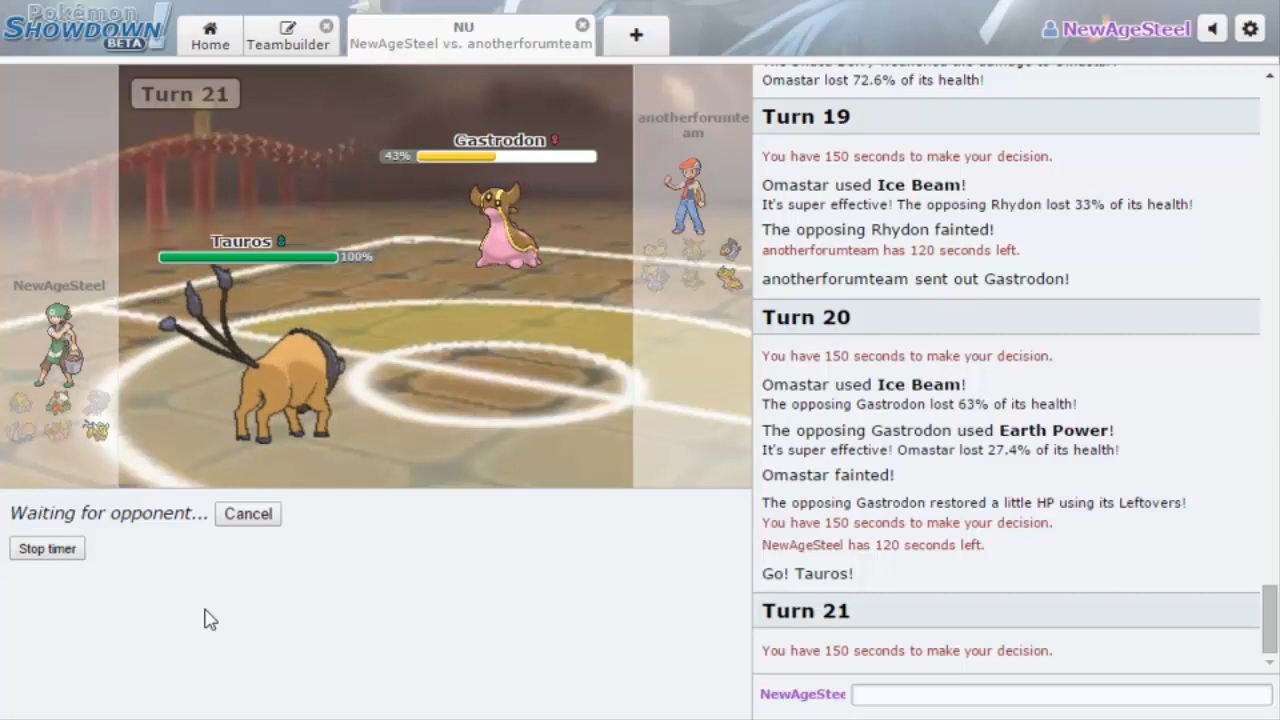 Pokémon
SHOWDOWN!
BETA
Home
Teambuilder
NU
NewAgeSteel vs. anotherforumteam
+
NewAgeSteel
Turn 21
Gastrodon
43%
Tauros
100%
NewAgeSteel
anotherforumte
am
Waiting for opponent... Cancel
Stop timer
Omastar lost 72.6% of its health!
Turn 19
You have 150 seconds to make your decision.
Omastar used Ice Beam!
It's super effective! The opposing Rhydon lost 33% of its health!
The opposing Rhydon fainted!
anotherforumteam has 120 seconds left.
anotherforumteam sent out Gastrodon!
Turn 20
You have 150 seconds to make your decision.
Omastar used Ice Beam!
The opposing Gastrodon lost 63% of its health!
The opposing Gastrodon used Earth Power!
It's super effective! Omastar lost 27.4% of its health!
Omastar fainted!
The opposing Gastrodon restored a little HP using its Leftovers!
You have 150 seconds to make your decision.
NewAgeSteel has 120 seconds left.
Go! Tauros!
Turn 21
You have 150 seconds to make your decision.
NewAgeStee